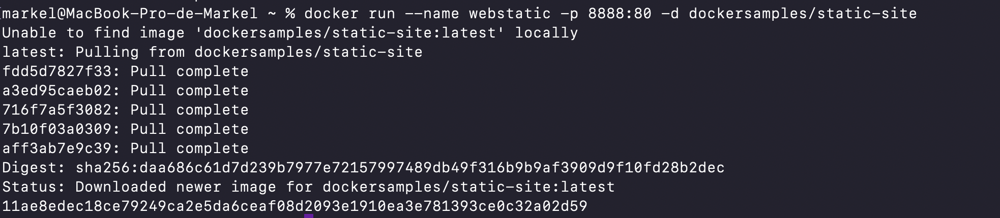 markel@MacBook-Pro-de-Markel ~ % docker run --name webstatic -p 8888:80 -d dockersamples/static-site
Unable to find image 'dockersamples/static-site:latest' locally
latest: Pulling from dockersamples/static-site
fdd5d7827f33: Pull complete
a3ed95caeb02: Pull complete
716f7a5f3082: Pull complete
7b10f03a0309: Pull complete
aff3ab7e9c39: Pull complete
Digest: sha256:daa686c61d7d239b7977e72157997489db49f316b9b9af3909d9f10fd28b2dec
Status: Downloaded newer image for dockersamples/static-site:latest
11ae8edec18ce79249ca2e5da6ceaf08d2093e1910ea3e781393ce0c32a02d59